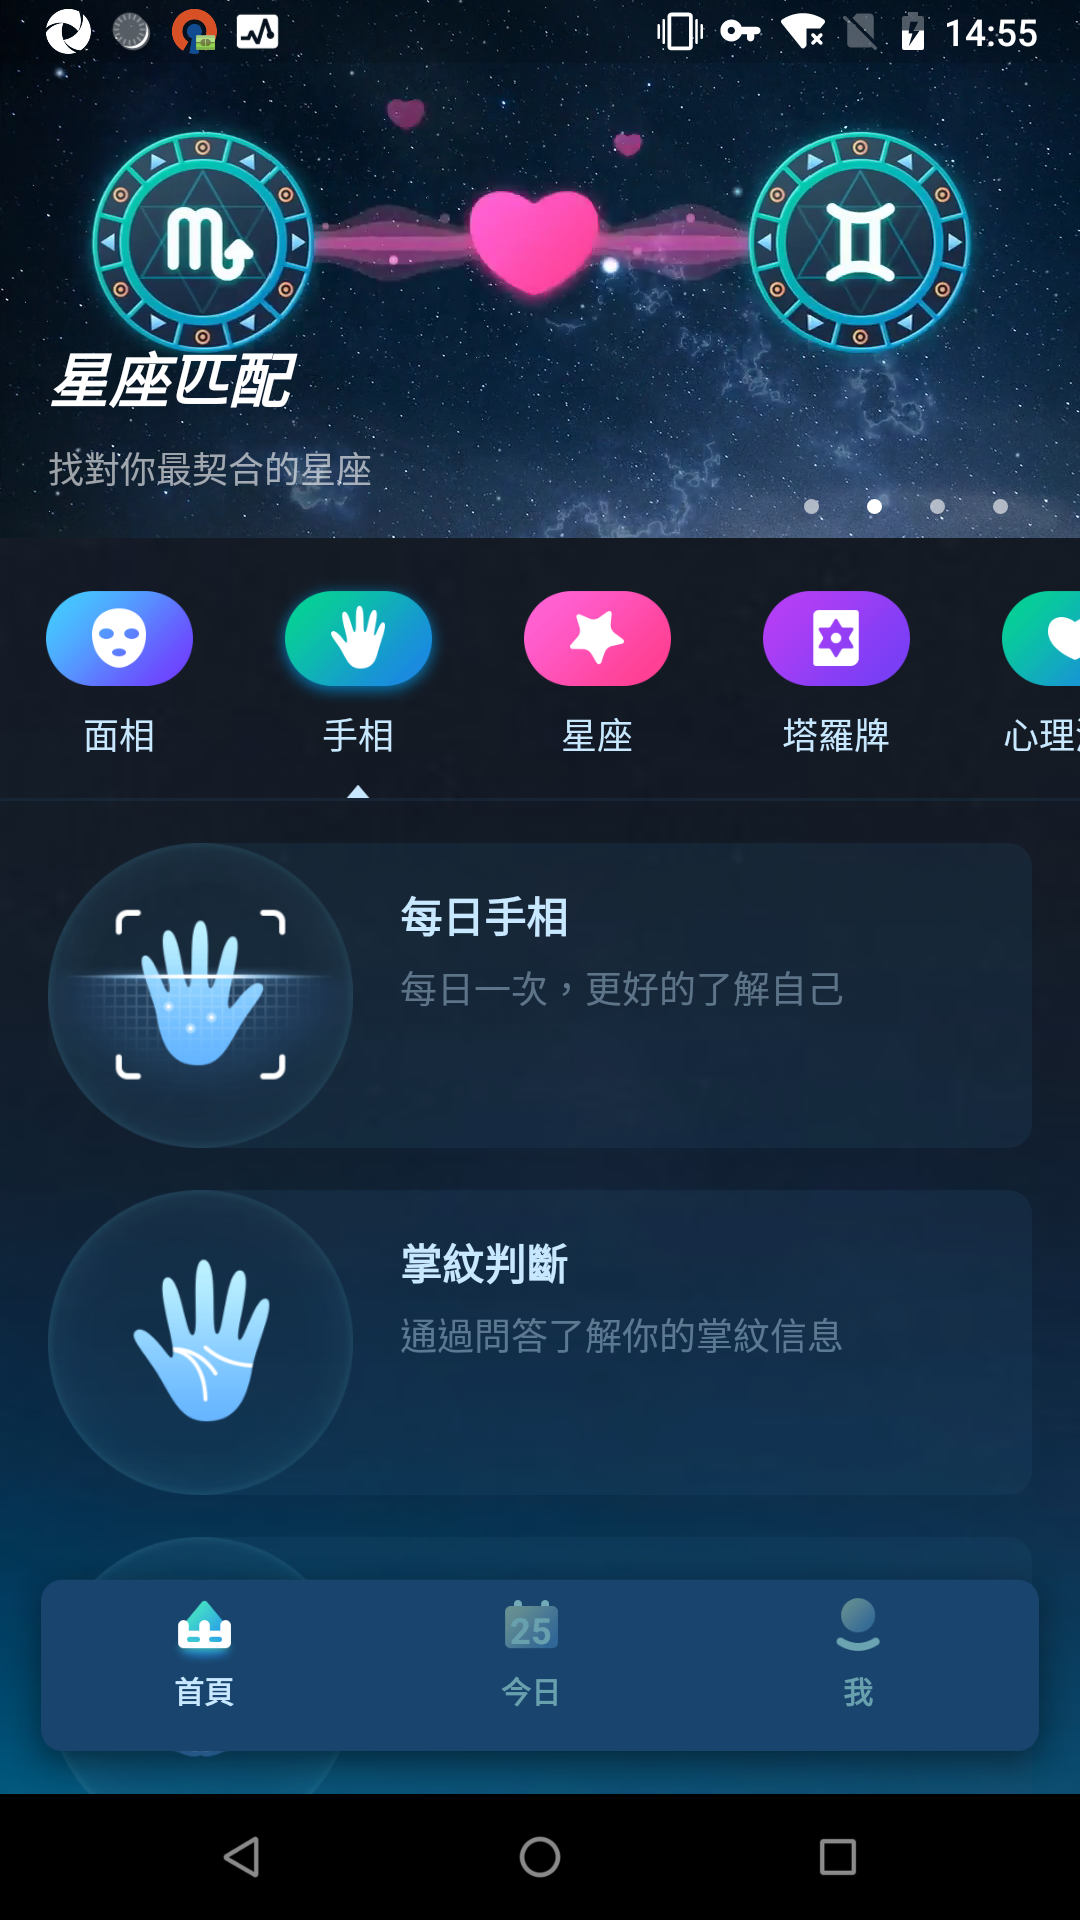 14:55
星座匹配
找對你最契合的星座
面相
手相
星座
塔羅牌
心理
每日手相
每日一次，更好的了解自己
掌紋判斷
通過問答了解你的掌紋信息
首頁
25
今日
我